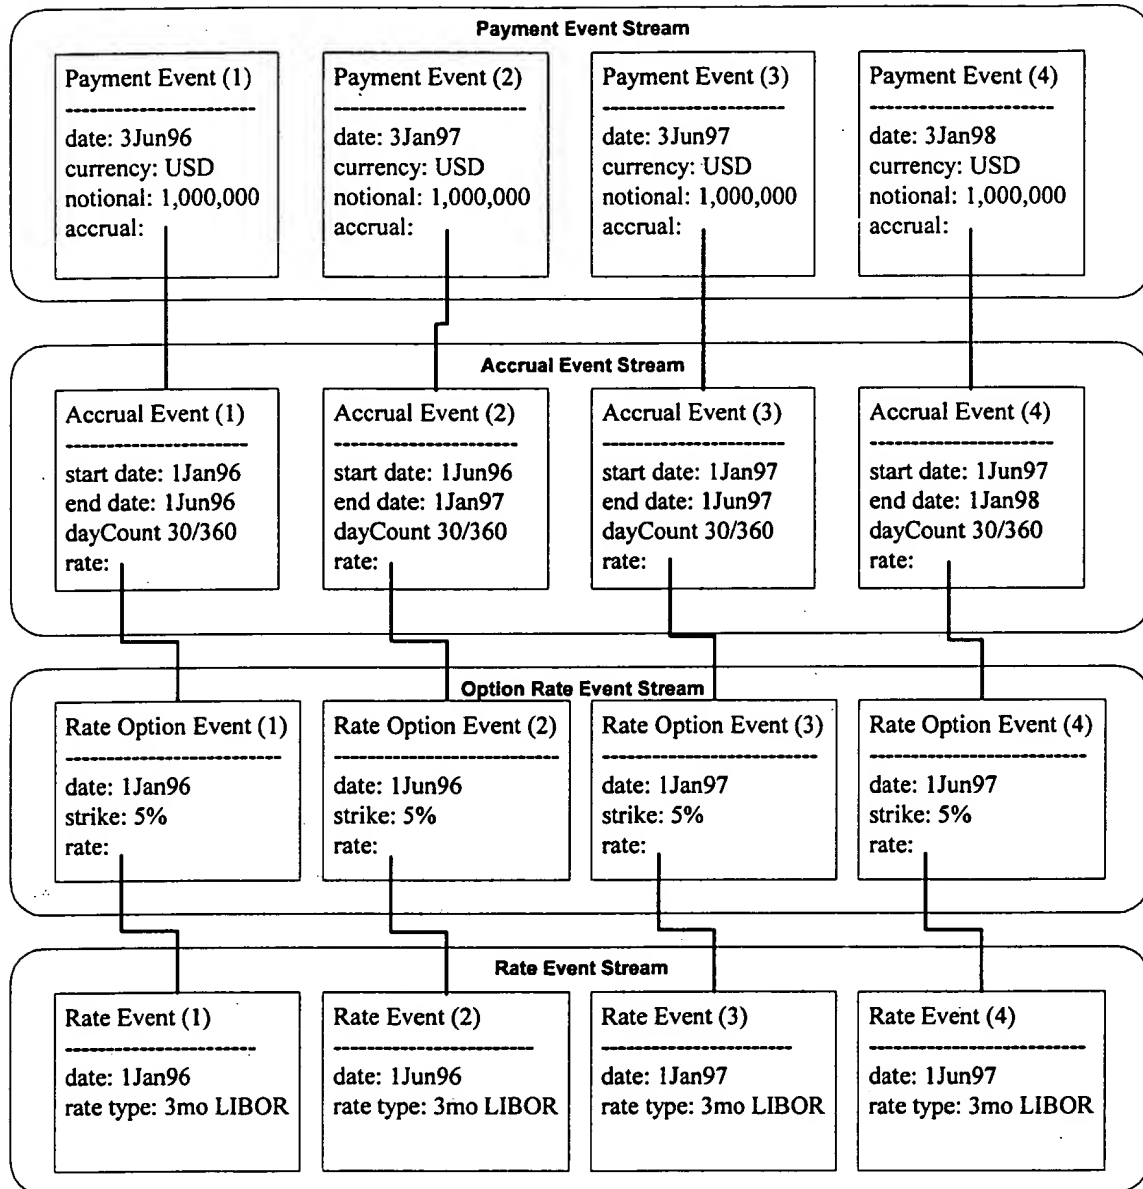 Payment Event Stream
Payment Event (1)
date: 3Jun96
currency: USD
notional: 1,000,000
accrual:
Payment Event (2)
date: 3Jan97
currency: USD
notional: 1,000,000
accrual:
Payment Event (3)
date: 3Jun97
currency: USD
notional: 1,000,000
accrual:
Payment Event (4)
date: 3Jan98
currency: USD
notional: 1,000,000
accrual:
Accrual Event Stream
Accrual Event (1)
start date: 1Jan96
end date: 1Jun96
dayCount 30/360
rate:
Accrual Event (2)
start date: 1Jun96
end date: 1Jan97
dayCount 30/360
rate:
Accrual Event (3)
start date: 1Jan97
end date: 1Jun97
dayCount 30/360
rate:
Accrual Event (4)
start date: 1Jun97
end date: 1Jan98
dayCount 30/360
rate:
Option Rate Event Stream
Rate Option Event (1)
date: 1Jan96
strike: 5%
rate:
Rate Option Event (2)
date: 1Jun96
strike: 5%
rate:
Rate Option Event (3)
date: 1Jan97
strike: 5%
rate:
Rate Option Event (4)
date: 1Jun97
strike: 5%
rate:
Rate Event Stream
Rate Event (1)
date: 1Jan96
rate type: 3mo LIBOR
Rate Event (2)
date: 1Jun96
rate type: 3mo LIBOR
Rate Event (3)
date: 1Jan97
rate type: 3mo LIBOR
Rate Event (4)
date: 1Jun97
rate type: 3mo LIBOR